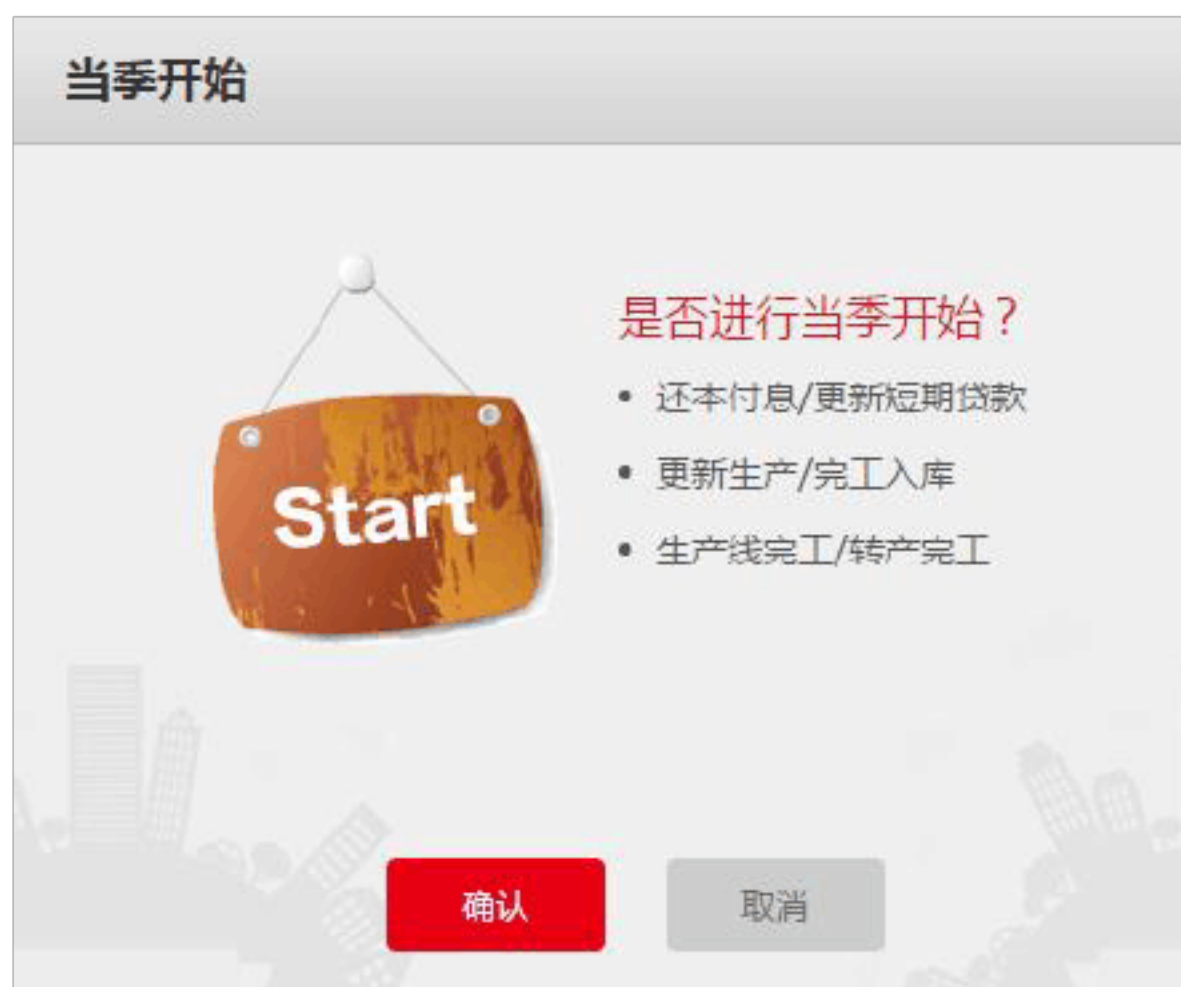 当季开始
是否进行当季开始？
• 还本付息/更新短期贷款
• 更新生产/完工入库
• 生产线完工/转产完工
Start
确认
取消